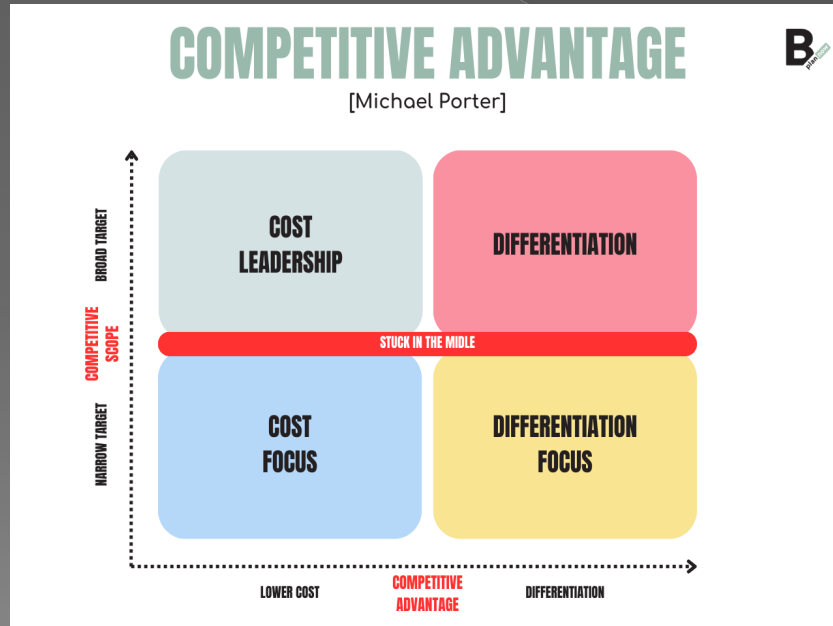 COMPETITIVE ADVANTAGE
[Michael Porter]
B
plan
BROAD TARGET
COMPETITIVE
SCOPE
NARROW TARGET
COST
LEADERSHIP
DIFFERENTIATION
STUCK IN THE MIDLE
COST
FOCUS
DIFFERENTIATION
FOCUS
LOWER COST
COMPETITIVE
ADVANTAGE
DIFFERENTIATION